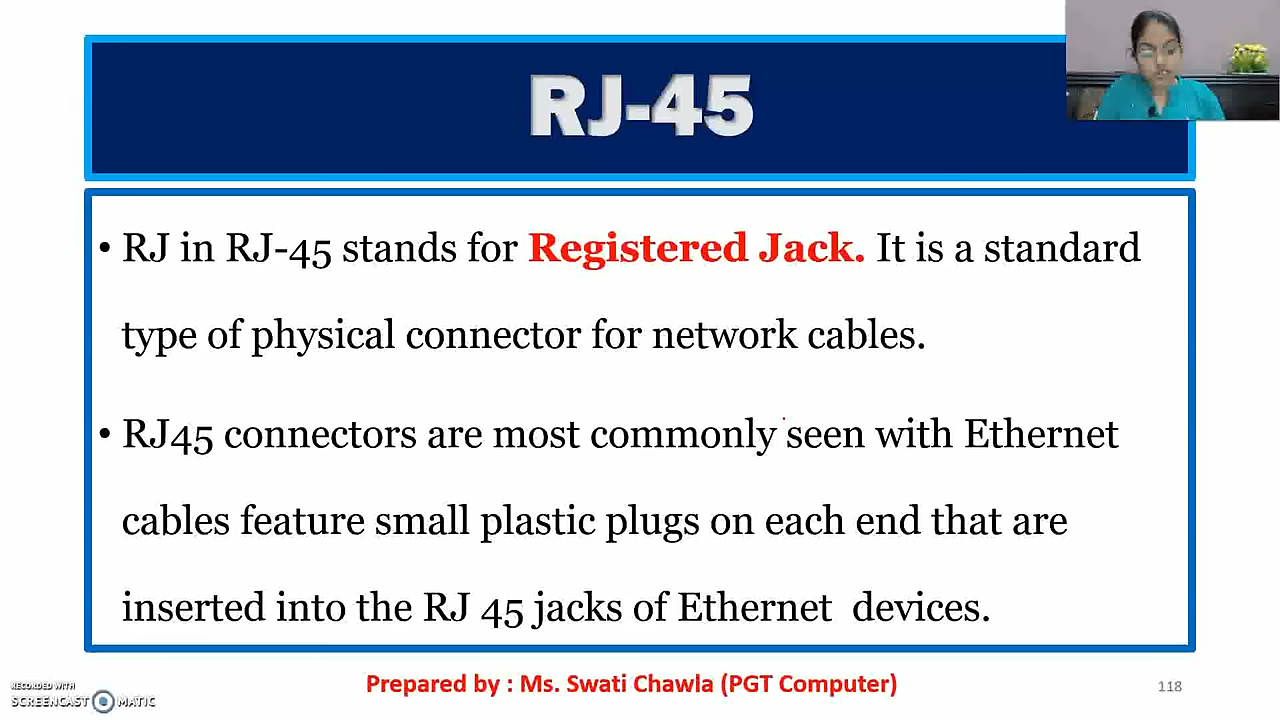 RJ-45
• RJ in RJ-45 stands for Registered Jack. It is a standard
type of physical connector for network cables.
• RJ45 connectors are most commonly seen with Ethernet
cables feature small plastic plugs on each end that are
inserted into the RJ 45 jacks of Ethernet devices.
Prepared by : Ms. Swati Chawla (PGT Computer)
118
RECORDED WITH
SCREENCAST MATIC